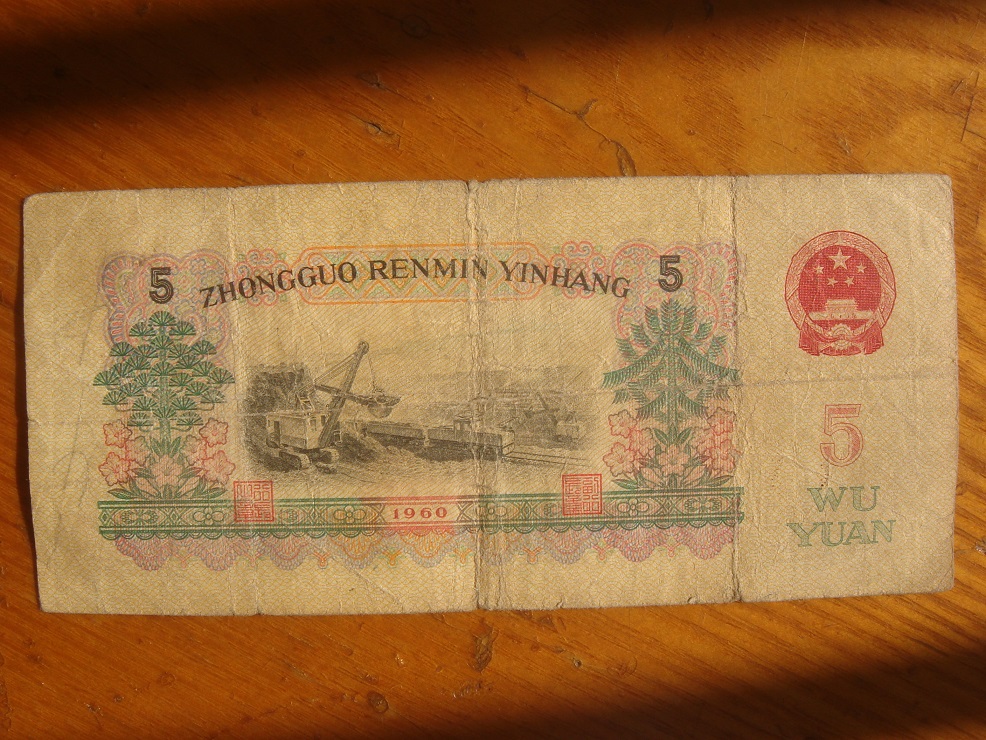 5 ZHONGGUO RENMIN YINHANG 5
5
WU
YUAN
1960